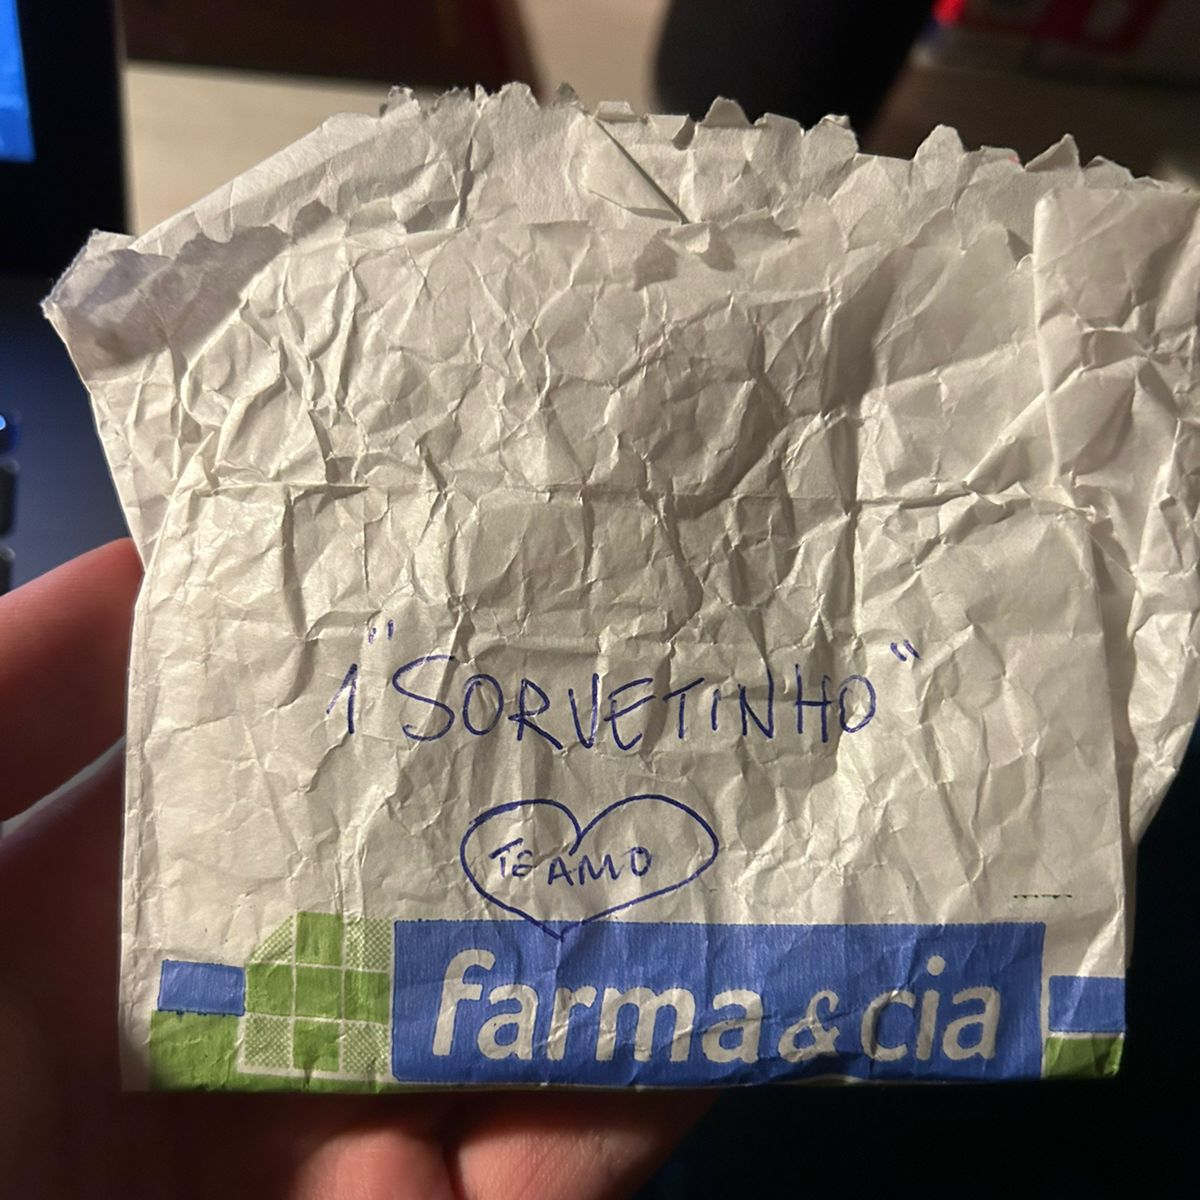 1 "SORVETINHO"
TE AMO
farma & cia